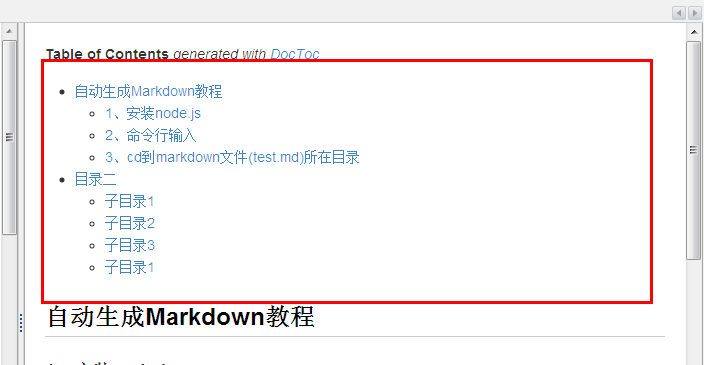 Table of Contents generated with DocToc
自动生成Markdown教程
1、安装node.js
2、命令行输入
3、cd到markdown文件(test.md)所在目录
目录二
子目录1
子目录2
子目录3
子目录1
自动生成Markdown教程